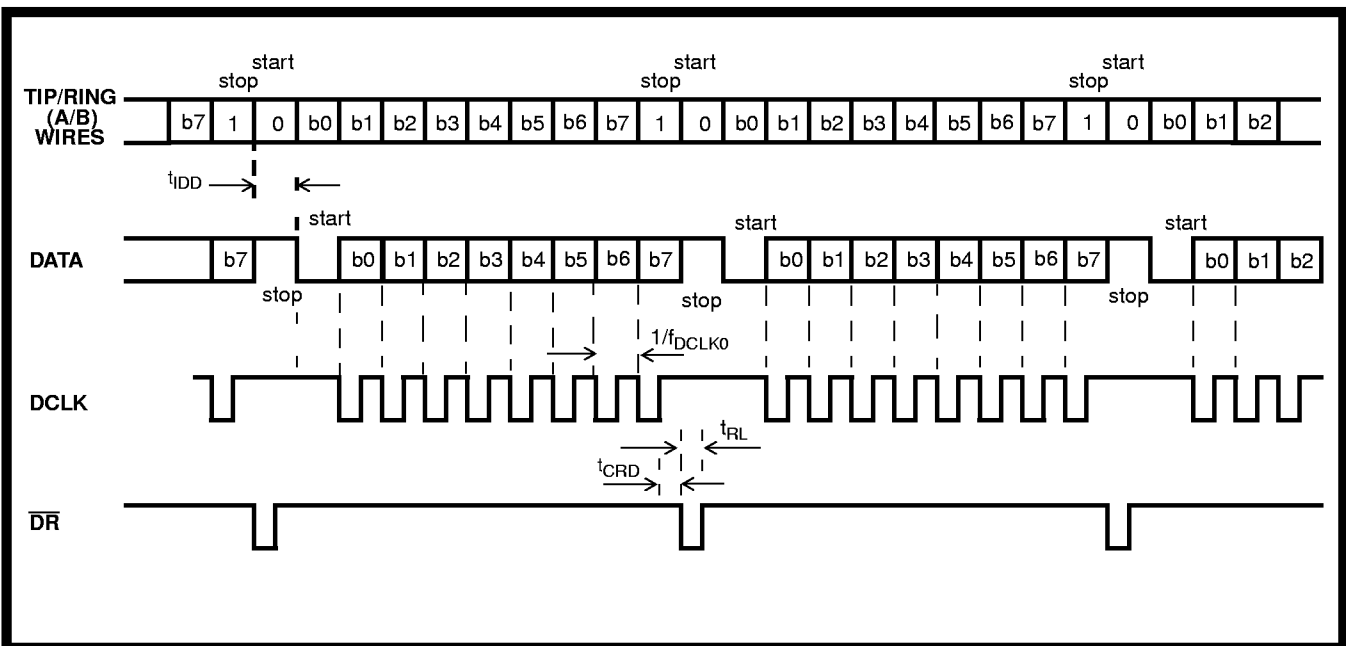 start start start
stop stop stop
TIP/RING
(A/B)
WIRES
b7 1 0 b0 b1 b2 b3 b4 b5 b6 b7 1 0 b0 b1 b2 b3 b4 b5 b6 b7 1 0 b0 b1 b2
tIDD
start start start
DATA
b7 b0 b1 b2 b3 b4 b5 b6 b7 b0 b1 b2 b3 b4 b5 b6 b7 b0 b1 b2
stop stop stop
1/fDCLK0
DCLK
tRL
tCRD
DR